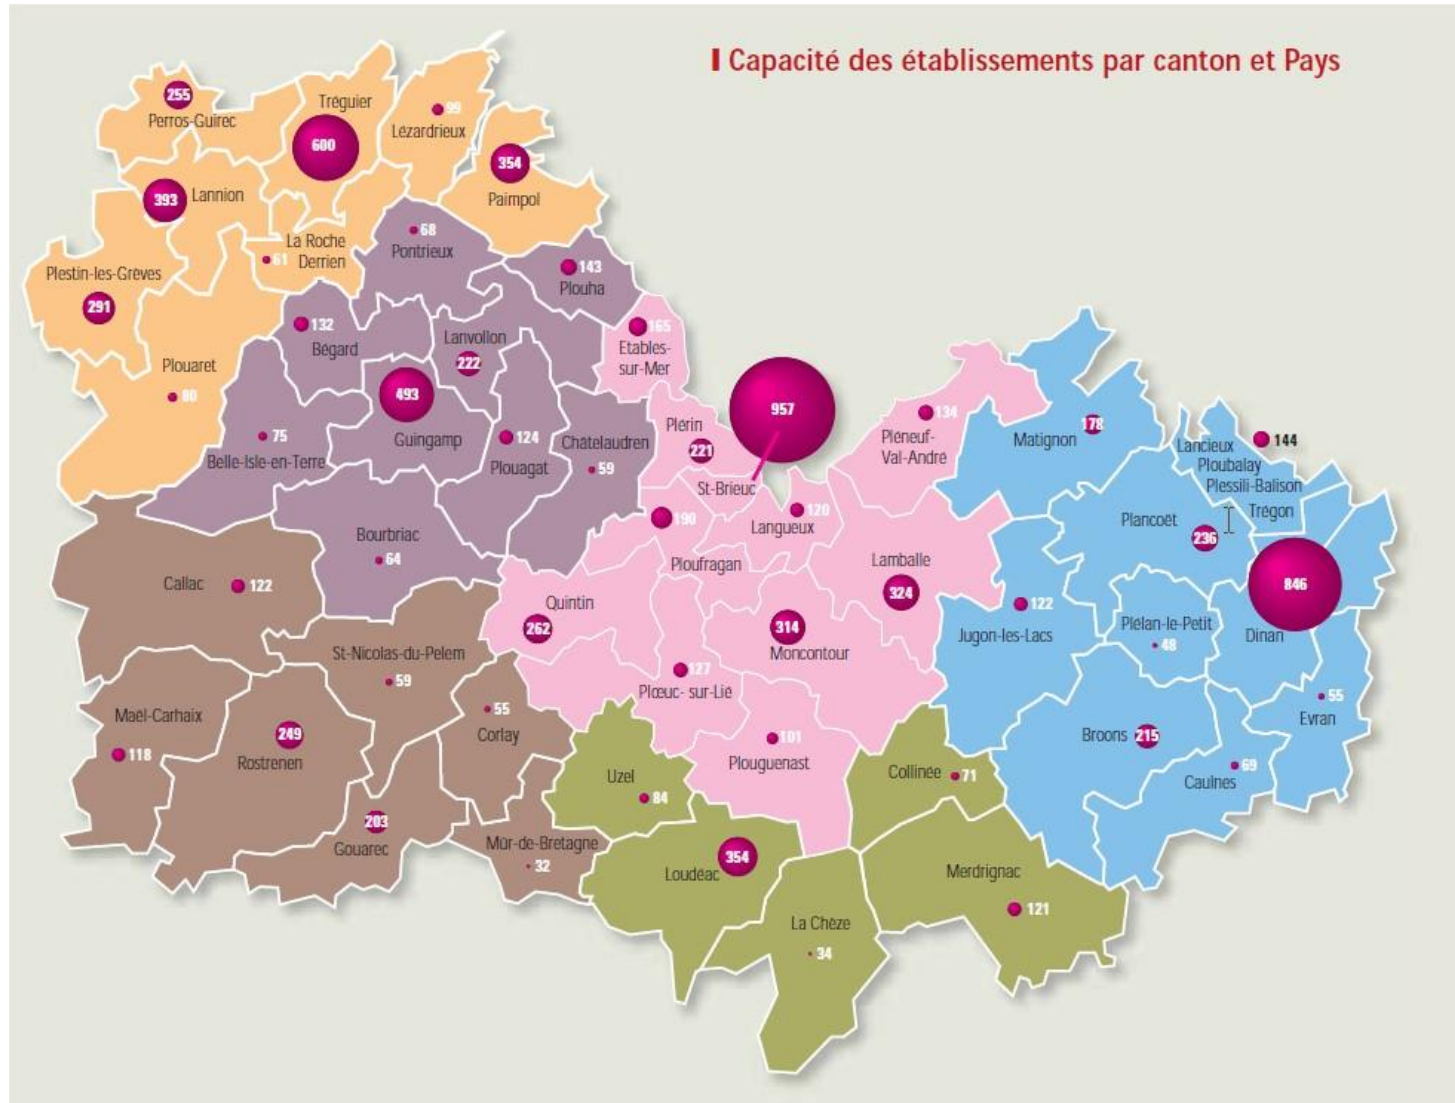 Capacité des établissements par canton et Pays
255
Perros-Guirec
Tréguier
600
99
Lézardrieux
354
Paimpol
393
Lannion
La Roche
Derrien
61
Plestin-les-Grèves
291
Plouaret
80
68
Pontrieux
143
Plouha
132
Bégard
Lanvollon
222
493
Guingamp
124
Plouagat
Châtelaudren
59
75
Belle-Isle-en-Terre
Bourbriac
64
165
Etables-
sur-Mer
Plérin
221
957
St-Brieuc
190
Ploufragan
120
Langueux
134
Pléneuf-
Val-André
Lamballe
324
Quintin
262
314
Moncontour
127
Plœuc- sur-Lié
101
Plouguenast
178
Matignon
144
Lancieux
Ploubalay
Plessili-Balison
Trégon
Plancoët
236
846
Dinan
122
Jugon-les-Lacs
Plélan-le-Petit
48
55
Evran
Broons
215
69
Caulnes
Callac
122
St-Nicolas-du-Pelem
59
Maël-Carhaix
118
249
Rostrenen
55
Corlay
203
Gouarec
Mûr-de-Bretagne
32
Uzel
84
Collinée
71
354
Loudéac
Merdrignac
121
La Chèze
34